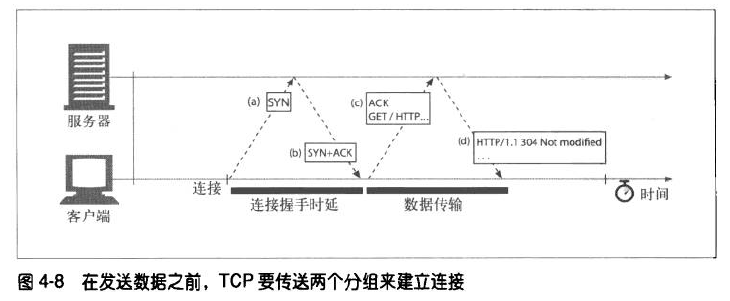 服务器
(a) SYN
(b) SYN+ACK
(c) ACK
GET / HTTP...
(d) HTTP/1.1 304 Not modified
...
连接
连接握手时延
数据传输
时间
客户端
图 4-8 在发送数据之前，TCP 要传送两个分组来建立连接